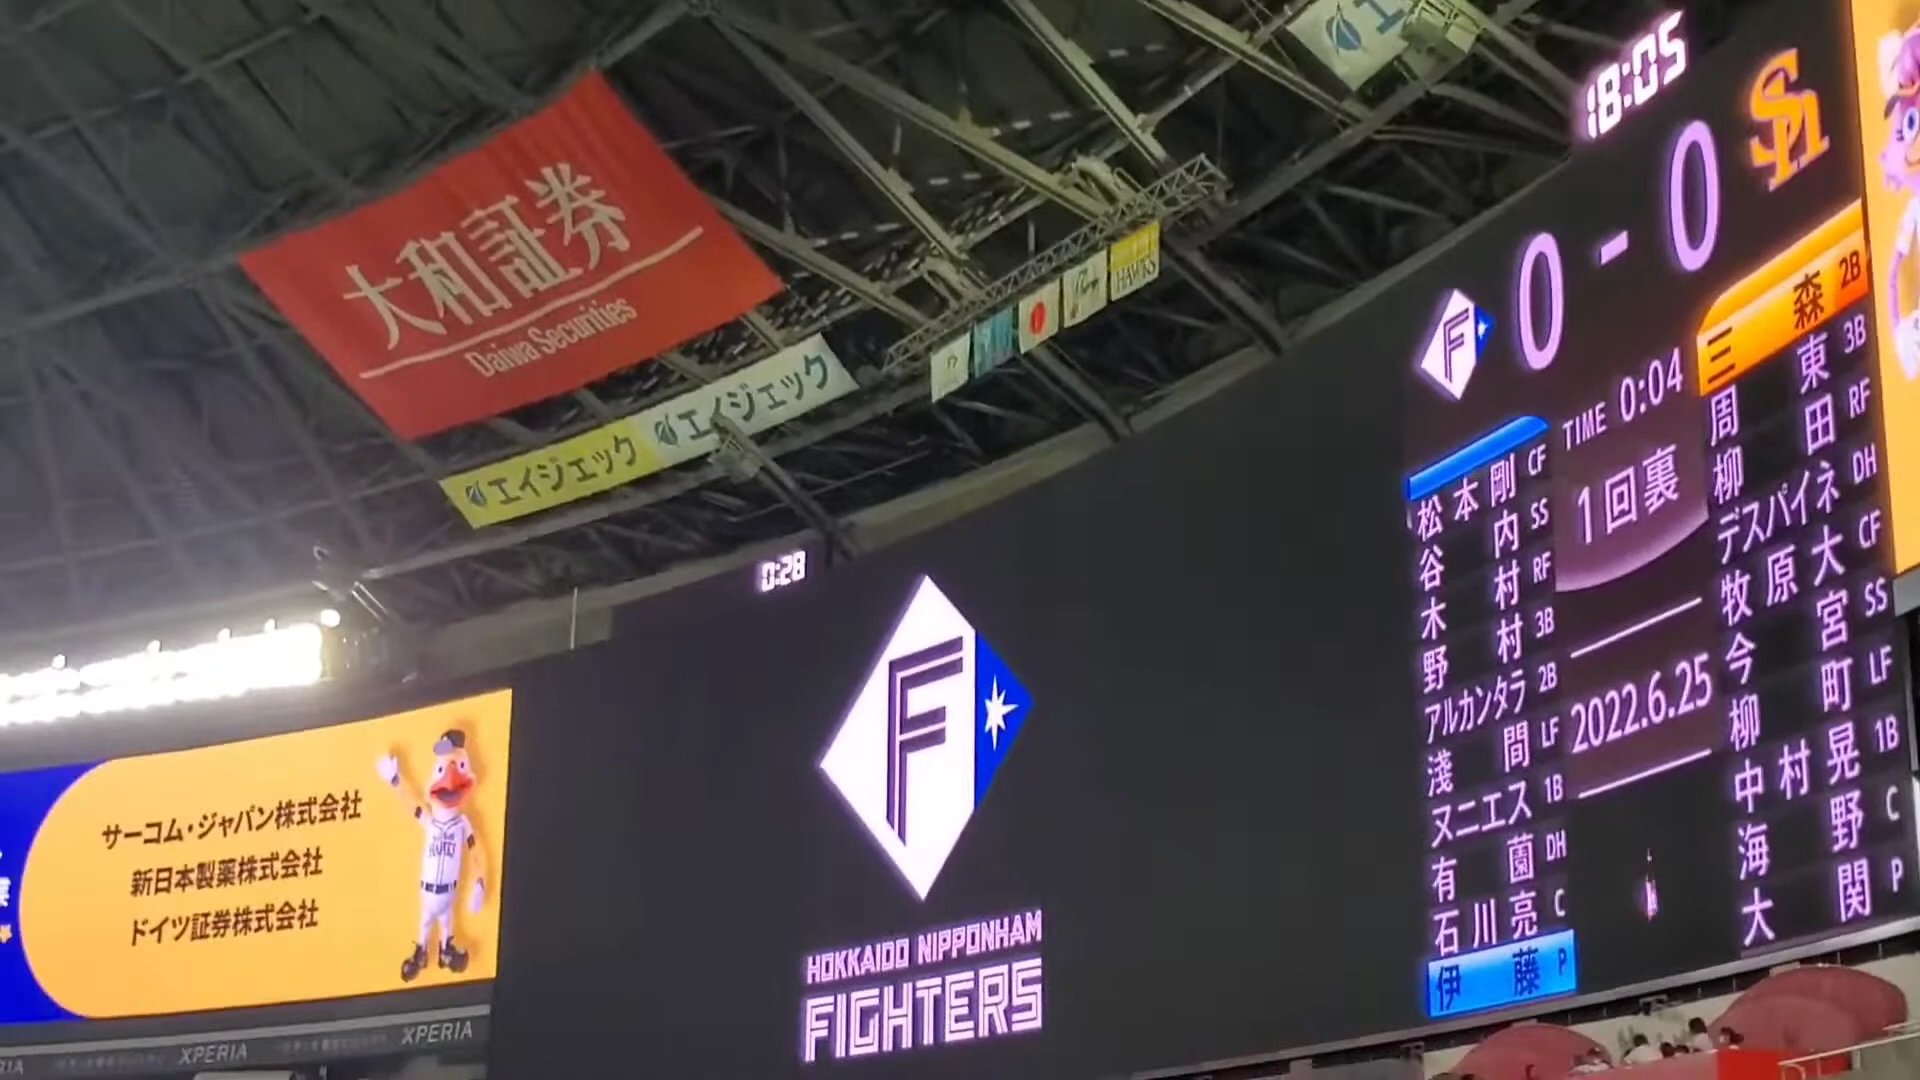 大和証券
Daiwa Securities
エイジェック
エイジェック
HAWKS
0:28
F
HOKKAIDO NIPPONHAM
FIGHTERS
サーコム・ジャパン株式会社
新日本製薬株式会社
ドイツ証券株式会社
XPERIA
XPERIA
18:05
0 - 0
TIME 0:04
1回裏
2022.6.25
松本剛 CF
谷内 SS
木村 RF
野村 3B
アルカンタラ 2B
淺間 LF
ヌニエス 1B
有薗 DH
石川亮 C
伊藤 P
三森 2B
周東 3B
柳田 RF
デスパイネ DH
牧原大 CF
今宮 SS
柳町 LF
中村晃 1B
海野 C
大関 P